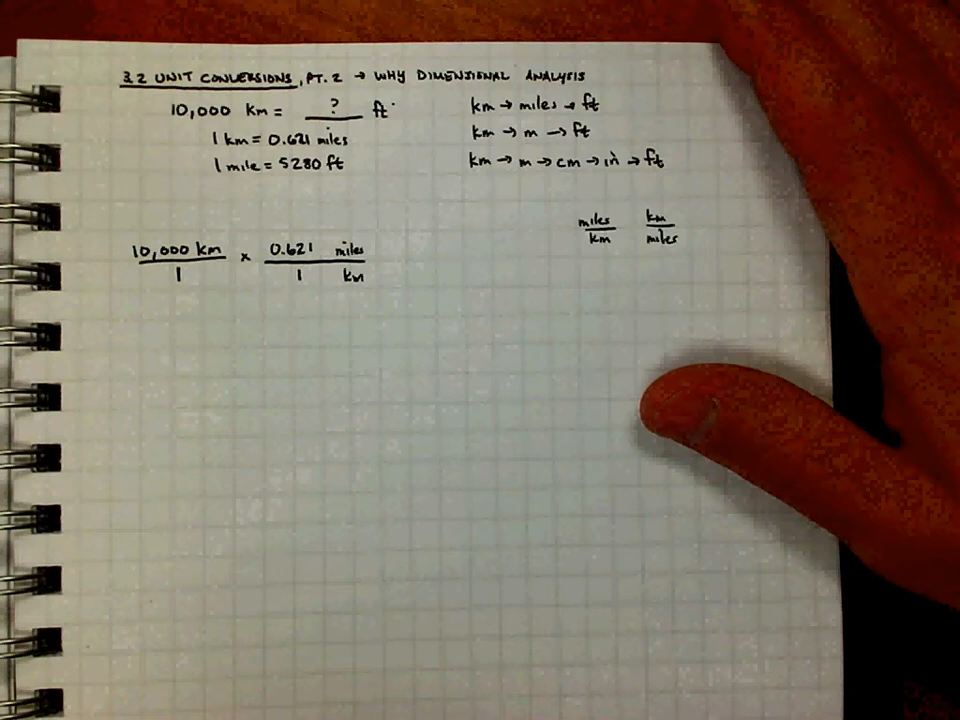 3.2 UNIT CONVERSIONS, PT. 2 → WHY DIMENSIONAL ANALYSIS
10,000 km = ? ft
1 km = 0.621 miles
1 mile = 5280 ft
km → miles → ft
km → m → ft
km → m → cm → in → ft
miles km
km miles
10,000 km × 0.621 miles
1 1 km